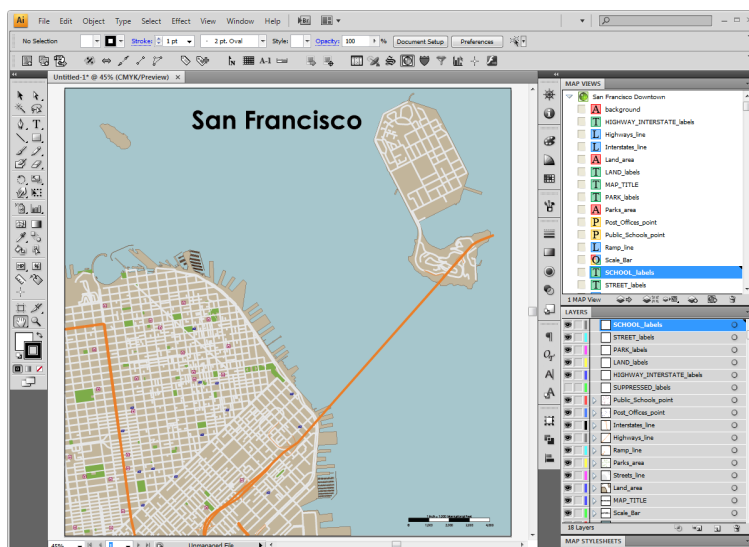 Ai File Edit Object Type Select Effect View Window Help Br
No Selection Stroke: 1 pt 2 pt. Oval Style: Opacity: 100 % Document Setup Preferences
A-1
Untitled-1* @ 45% (CMYK/Preview) ×
San Francisco
MAP VIEWS
San Francisco Downtown
A background
T HIGHWAY_INTERSTATE_labels
L Highways_line
L Interstates_line
A Land_area
T LAND_labels
T MAP_TITLE
T PARK_labels
A Parks_area
P Post_Offices_point
P Public_Schools_point
L Ramp_line
O Scale_Bar
T SCHOOL_labels
T STREET_labels
1 MAP View
LAYERS
SCHOOL_labels
STREET_labels
PARK_labels
LAND_labels
HIGHWAY_INTERSTATE_labels
SUPPRESSED_labels
Public_Schools_point
Post_Offices_point
Interstates_line
Highways_line
Ramp_line
Parks_area
Streets_line
Land_area
MAP_TITLE
Scale_Bar
18 Layers
MAP STYLESHEETS
45% 1 Unmanaged File